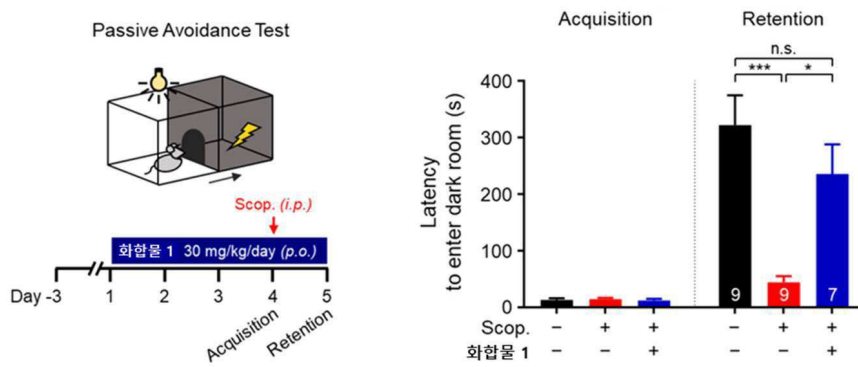 Passive Avoidance Test
Scop. (i.p.)
화합물 1 30 mg/kg/day (p.o.)
Day -3 1 2 3 4 5
Acquisition
Retention
Acquisition Retention
n.s.
*** *
Latency
to enter dark room (s)
400
300
200
100
0
9 9 7
Scop. – + + – + +
화합물 1 – – + – – +